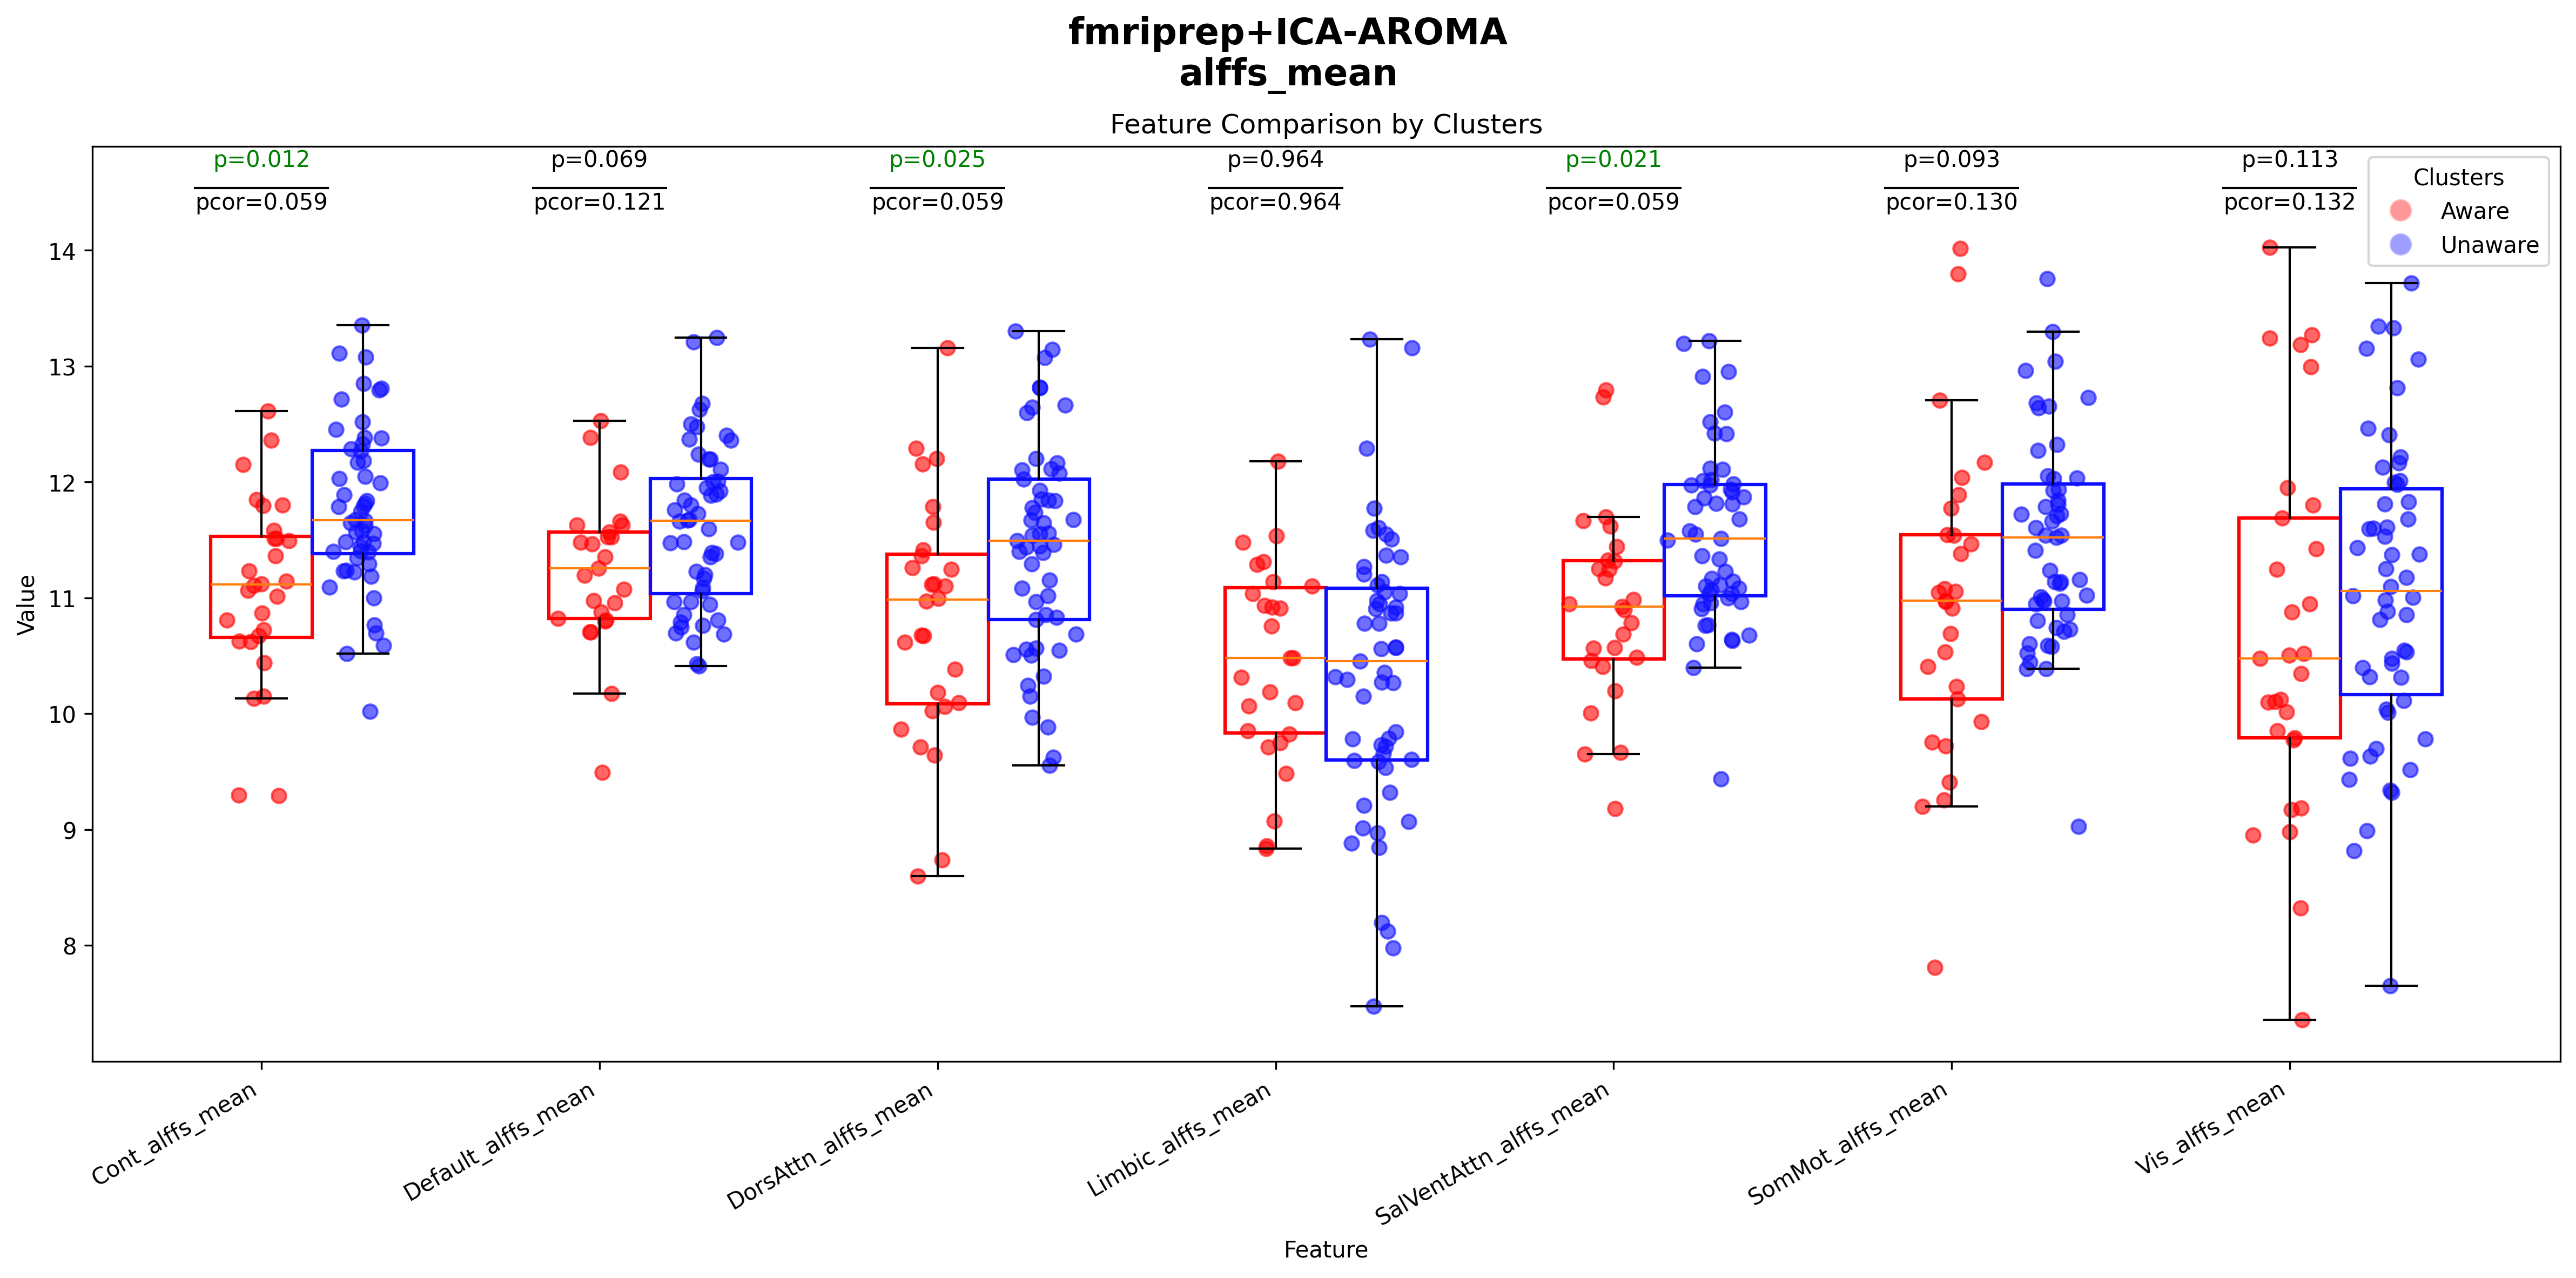 fmriprep+ICA-AROMA
alffs_mean
Feature Comparison by Clusters
p=0.012 p=0.069 p=0.025 p=0.964 p=0.021 p=0.093 p=0.113
pcor=0.059 pcor=0.121 pcor=0.059 pcor=0.964 pcor=0.059 pcor=0.130 pcor=0.132
Clusters
Aware
Unaware
14
13
12
11
10
9
8
Value
Cont_alffs_mean
Default_alffs_mean
DorsAttn_alffs_mean
Limbic_alffs_mean
SalVentAttn_alffs_mean
SomMot_alffs_mean
Vis_alffs_mean
Feature